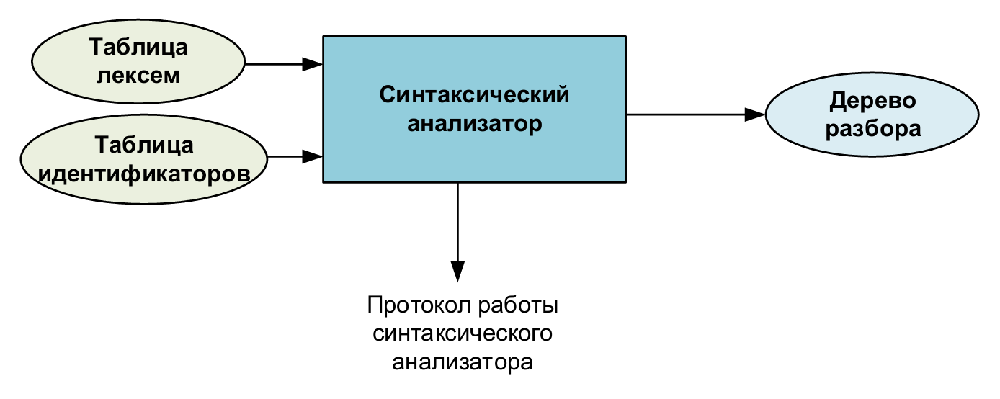 Таблица
лексем
Таблица
идентификаторов
Синтаксический
анализатор
Дерево
разбора
Протокол работы
синтаксического
анализатора